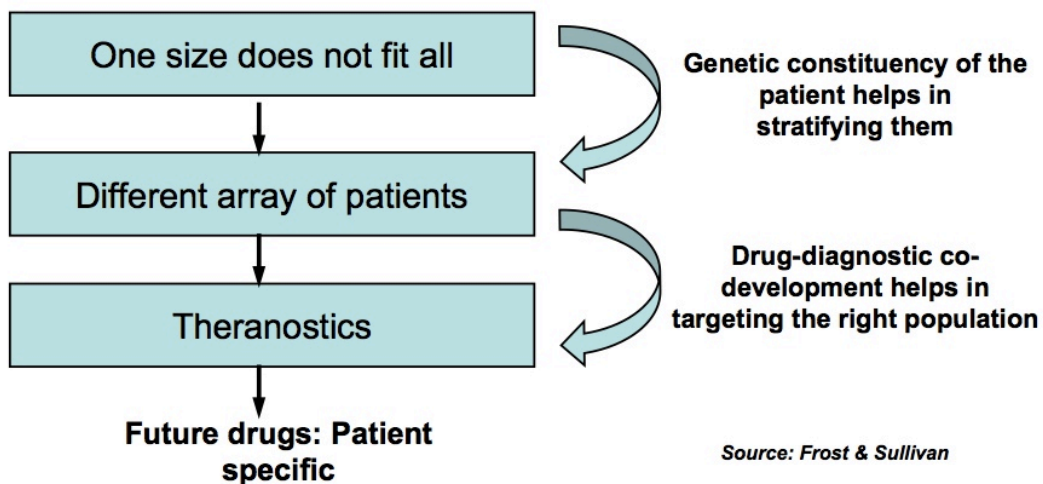 One size does not fit all
Genetic constituency of the
patient helps in
stratifying them
Different array of patients
Drug-diagnostic co-
development helps in
targeting the right population
Theranostics
Future drugs: Patient
specific
Source: Frost & Sullivan